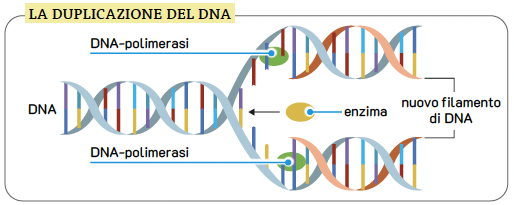 LA DUPLICAZIONE DEL DNA
DNA-polimerasi
DNA
enzima
nuovo filamento
di DNA
DNA-polimerasi